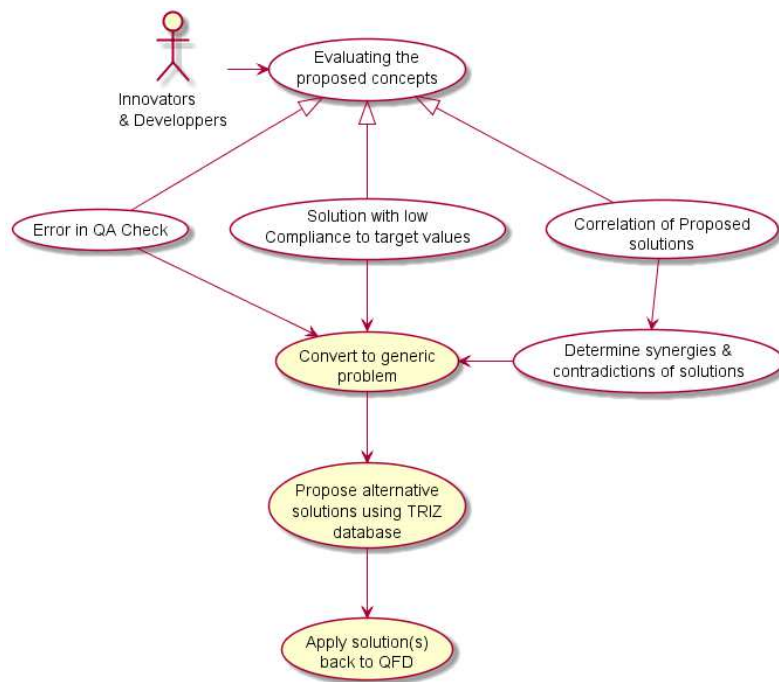 Innovators
& Developpers
Evaluating the
proposed concepts
Error in QA Check
Solution with low
Compliance to target values
Correlation of Proposed
solutions
Convert to generic
problem
Determine synergies &
contradictions of solutions
Propose alternative
solutions using TRIZ
database
Apply solution(s)
back to QFD